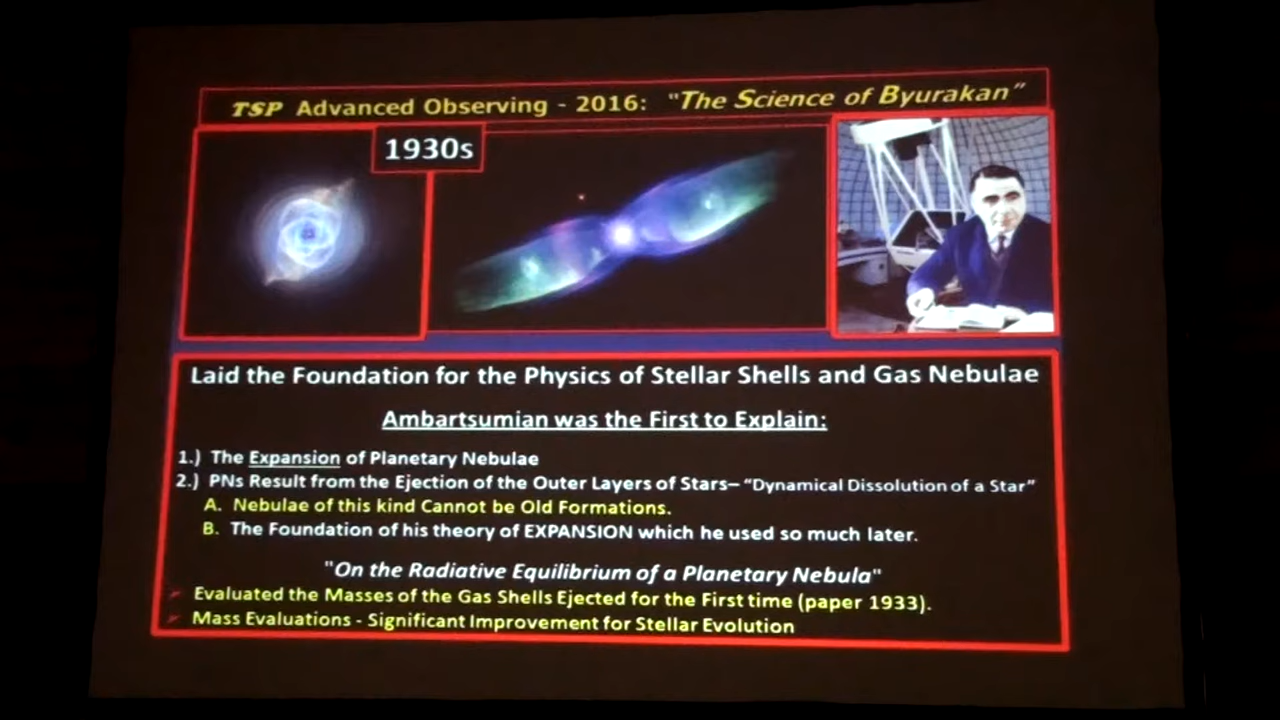 TSP Advanced Observing - 2016: "The Science of Byurakan"
1930s
Laid the Foundation for the Physics of Stellar Shells and Gas Nebulae
Ambartsumian was the First to Explain:
1.) The Expansion of Planetary Nebulae
2.) PNs Result from the Ejection of the Outer Layers of Stars– “Dynamical Dissolution of a Star”
A. Nebulae of this kind Cannot be Old Formations.
B. The Foundation of his theory of EXPANSION which he used so much later.
"On the Radiative Equilibrium of a Planetary Nebula"
Evaluated the Masses of the Gas Shells Ejected for the First time (paper 1933).
Mass Evaluations - Significant Improvement for Stellar Evolution